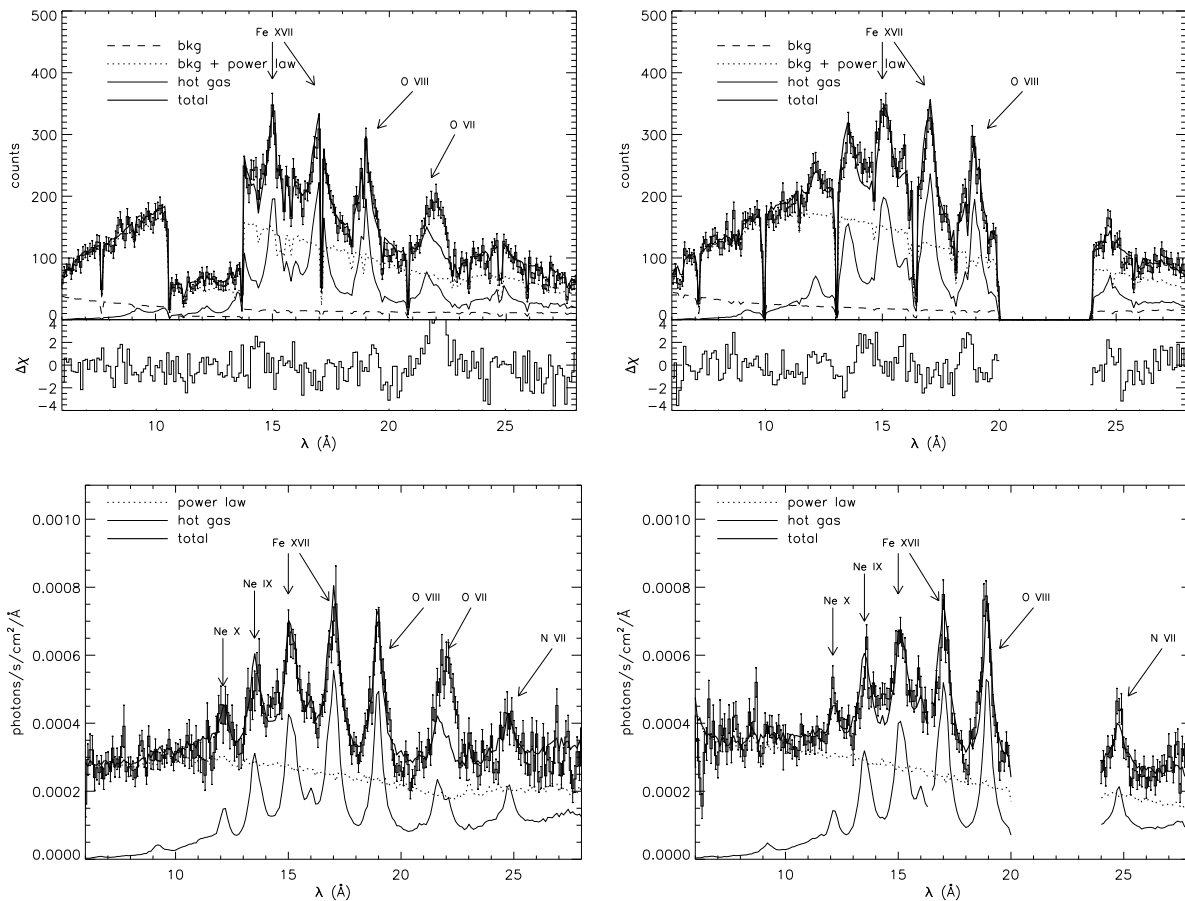 500
400
300
200
100
0
counts
bkg
bkg + power law
hot gas
total
Fe XVII
O VIII
O VII
4
2
0
−2
−4
Δχ
10
15
20
25
λ (Å)
500
400
300
200
100
0
counts
bkg
bkg + power law
hot gas
total
Fe XVII
O VIII
4
2
0
−2
−4
Δχ
10
15
20
25
λ (Å)
0.0010
0.0008
0.0006
0.0004
0.0002
0.0000
photons/s/cm²/Å
power law
hot gas
total
Fe XVII
Ne IX
Ne X
O VIII
O VII
N VII
10
15
20
25
λ (Å)
0.0010
0.0008
0.0006
0.0004
0.0002
0.0000
photons/s/cm²/Å
power law
hot gas
total
Fe XVII
Ne IX
Ne X
O VIII
N VII
10
15
20
25
λ (Å)